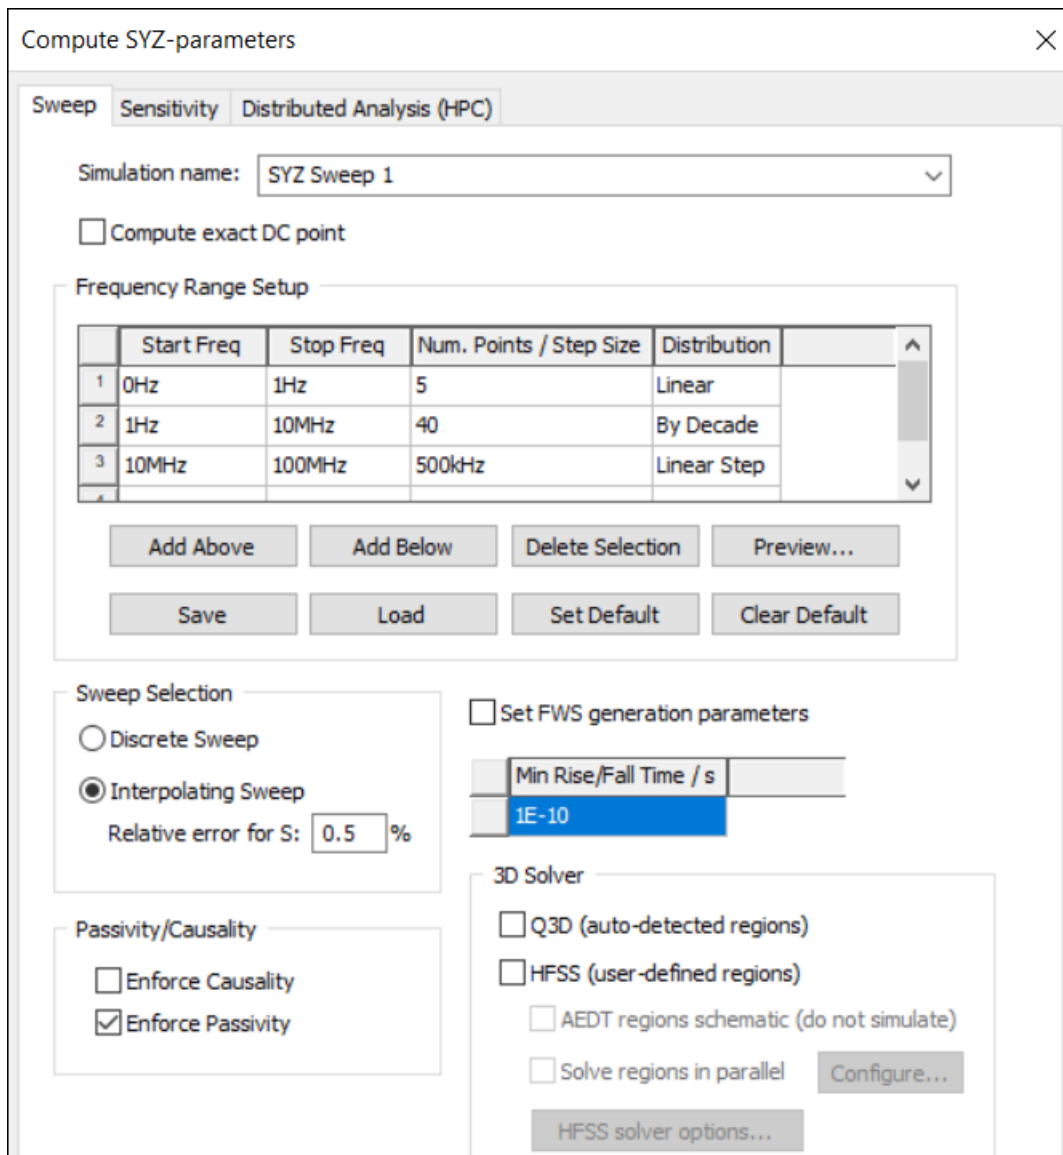 Compute SYZ-parameters
Sweep Sensitivity Distributed Analysis (HPC)
Simulation name: SYZ Sweep 1
Compute exact DC point
Frequency Range Setup
Start Freq Stop Freq Num. Points / Step Size Distribution
1 0Hz 1Hz 5 Linear
2 1Hz 10MHz 40 By Decade
3 10MHz 100MHz 500kHz Linear Step
4
Add Above Add Below Delete Selection Preview...
Save Load Set Default Clear Default
Sweep Selection
Discrete Sweep
Interpolating Sweep
Relative error for S: 0.5 %
Set FWS generation parameters
Min Rise/Fall Time / s
1E-10
Passivity/Causality
Enforce Causality
Enforce Passivity
3D Solver
Q3D (auto-detected regions)
HFSS (user-defined regions)
AEDT regions schematic (do not simulate)
Solve regions in parallel Configure...
HFSS solver options...